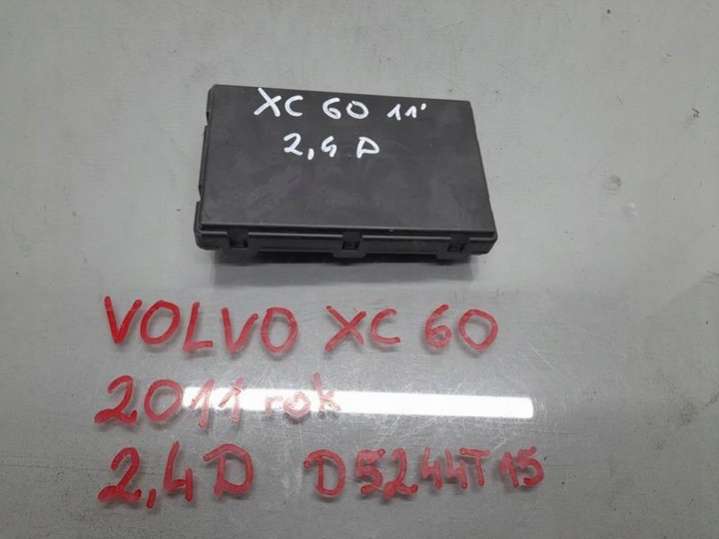 XC 60 11'
2,4 D
VOLVO XC 60
2011 rok
2,4D D5244T15